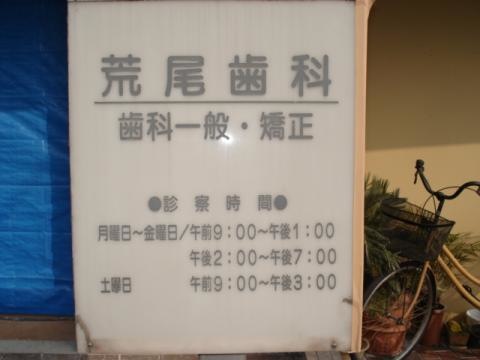 荒尾歯科
歯科一般・矯正
●診察時間●
月曜日～金曜日/午前9:00～午後1:00
午後2:00～午後7:00
土曜日 午前9:00～午後3:00